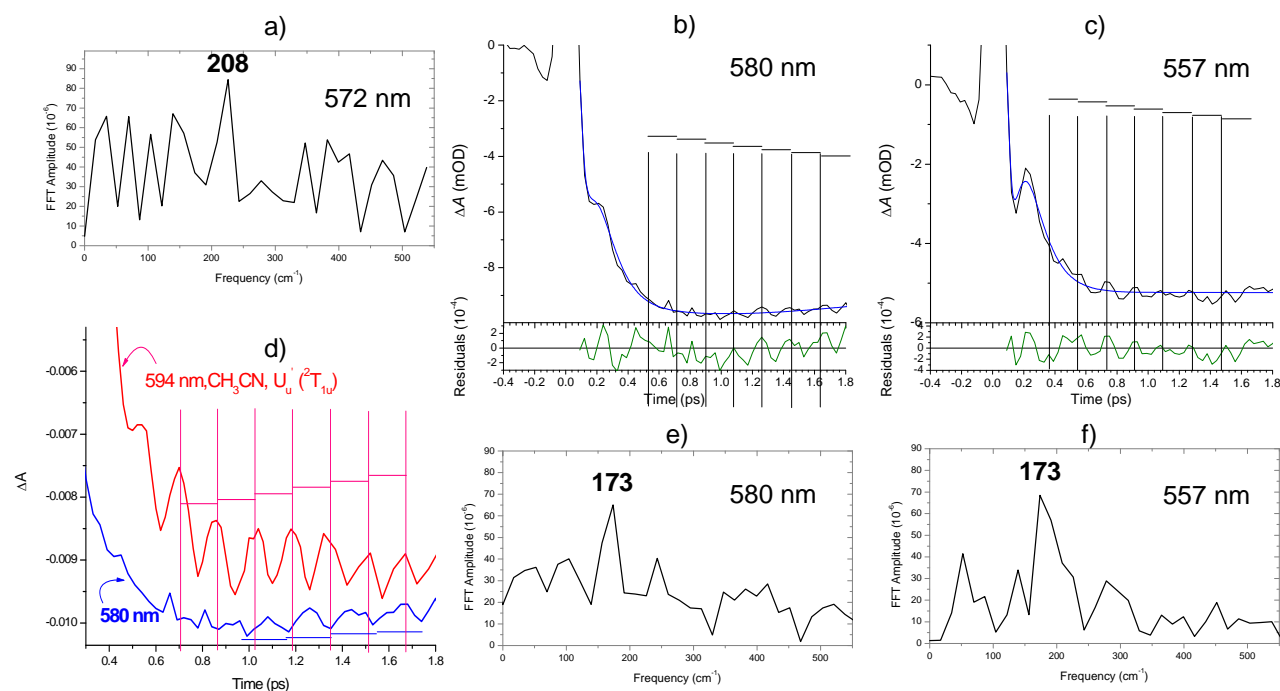 a)
208
572 nm
90
80
70
60
50
40
30
20
10
0
FFT Amplitude (10⁻⁶)
0 100 200 300 400 500
Frequency (cm⁻¹)
b)
580 nm
0
-2
-4
-6
-8
ΔA (mOD)
2
0
-2
Residuals (10⁻⁴)
-0.4 -0.2 0.0 0.2 0.4 0.6 0.8 1.0 1.2 1.4 1.6 1.8
Time (ps)
c)
557 nm
0
-2
-4
-6
ΔA (mOD)
4
2
0
-2
-4
Residuals (10⁻⁴)
-0.4 -0.2 0.0 0.2 0.4 0.6 0.8 1.0 1.2 1.4 1.6 1.8
Time (ps)
d)
594 nm,CH₃CN, Uᵤ' (²T₁ᵤ)
580 nm
-0.006
-0.007
-0.008
-0.009
-0.010
ΔA
0.4 0.6 0.8 1.0 1.2 1.4 1.6 1.8
Time (ps)
e)
173
580 nm
90
80
70
60
50
40
30
20
10
0
FFT Amplitude (10⁻⁶)
0 100 200 300 400 500
Frequency (cm⁻¹)
f)
173
557 nm
90
80
70
60
50
40
30
20
10
0
FFT Amplitude (10⁻⁶)
0 100 200 300 400 500
Frequency (cm⁻¹)